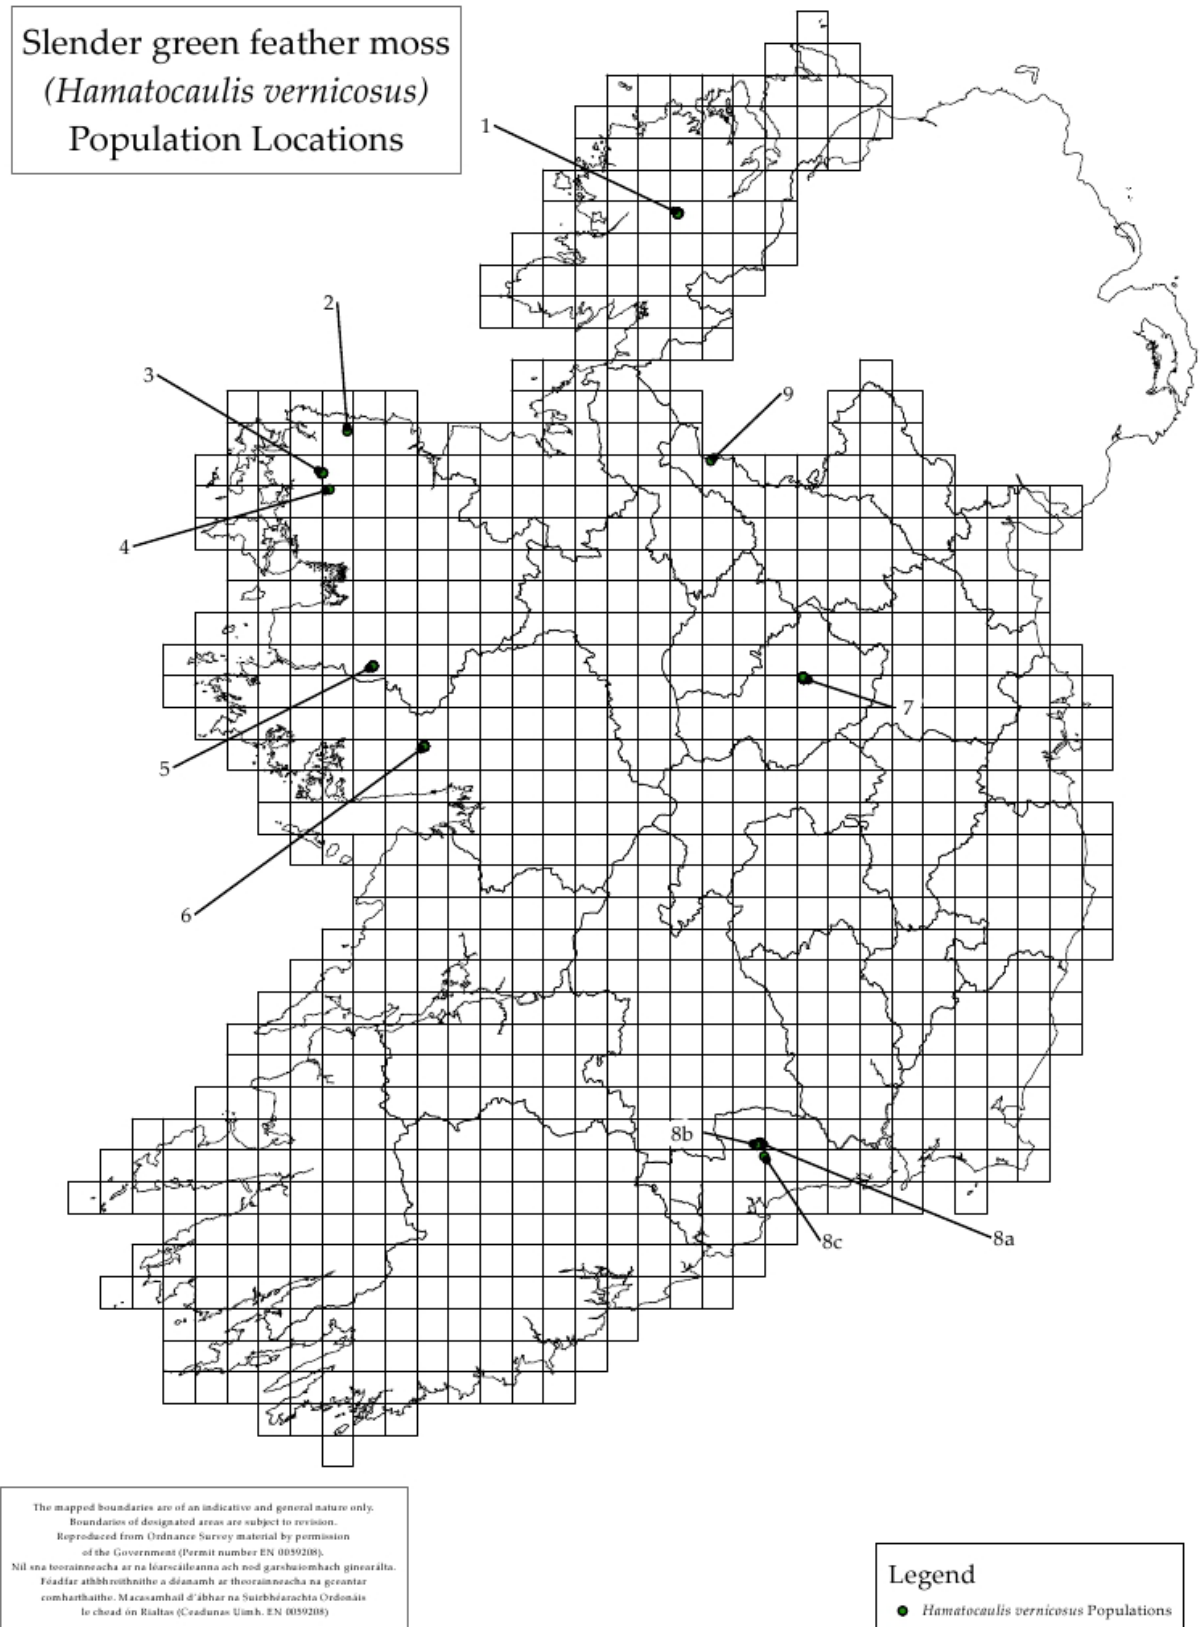 Slender green feather moss
(Hamatocaulis vernicosus)
Population Locations
1
2
3
9
4
7
5
6
8b
8c
8a
The mapped boundaries are of an indicative and general nature only.
Boundaries of designated areas are subject to revision.
Reproduced from Ordnance Survey material by permission
of the Government (Permit number EN 0059208).
Níl sna teorainneacha ar na léarscáileanna ach nod garshuíomhach ginearálta.
Féadfar athbhreithnithe a déanamh ar theorainneacha na gceantar
comharthaithe. Macasamhail d'ábhar na Suirbhéarachta Ordonáis
le chead ón Rialtas (Ceadunas Uimh. EN 0059208)
Legend
Hamatocaulis vernicosus Populations